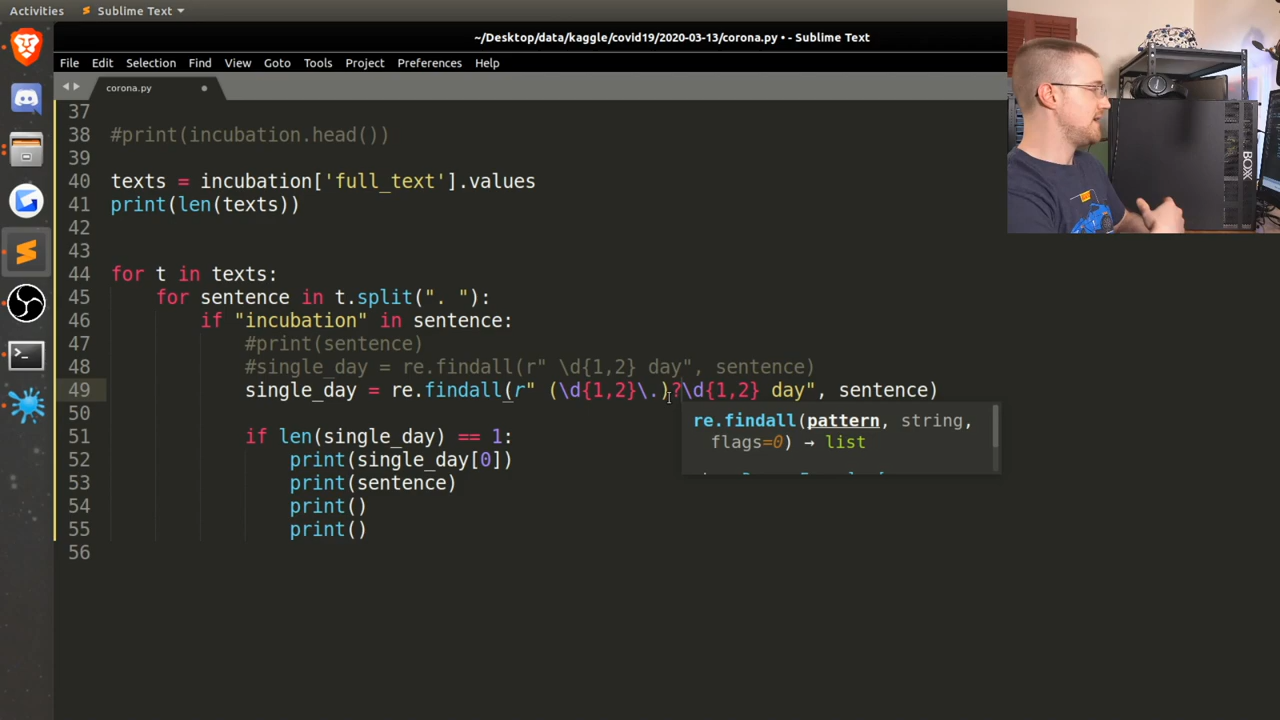 Activities
Sublime Text
~/Desktop/data/kaggle/covid19/2020-03-13/corona.py • - Sublime Text
File Edit Selection Find View Goto Tools Project Preferences Help
corona.py
37
38 #print(incubation.head())
39
40 texts = incubation['full_text'].values
41 print(len(texts))
42
43
44 for t in texts:
45 for sentence in t.split(". "):
46 if "incubation" in sentence:
47 #print(sentence)
48 #single_day = re.findall(r" \d{1,2} day", sentence)
49 single_day = re.findall(r" (\d{1,2}\.)?\d{1,2} day", sentence)
50
51 if len(single_day) == 1:
52 print(single_day[0])
53 print(sentence)
54 print()
55 print()
56
re.findall(pattern, string,
flags=0) → list
BOXX